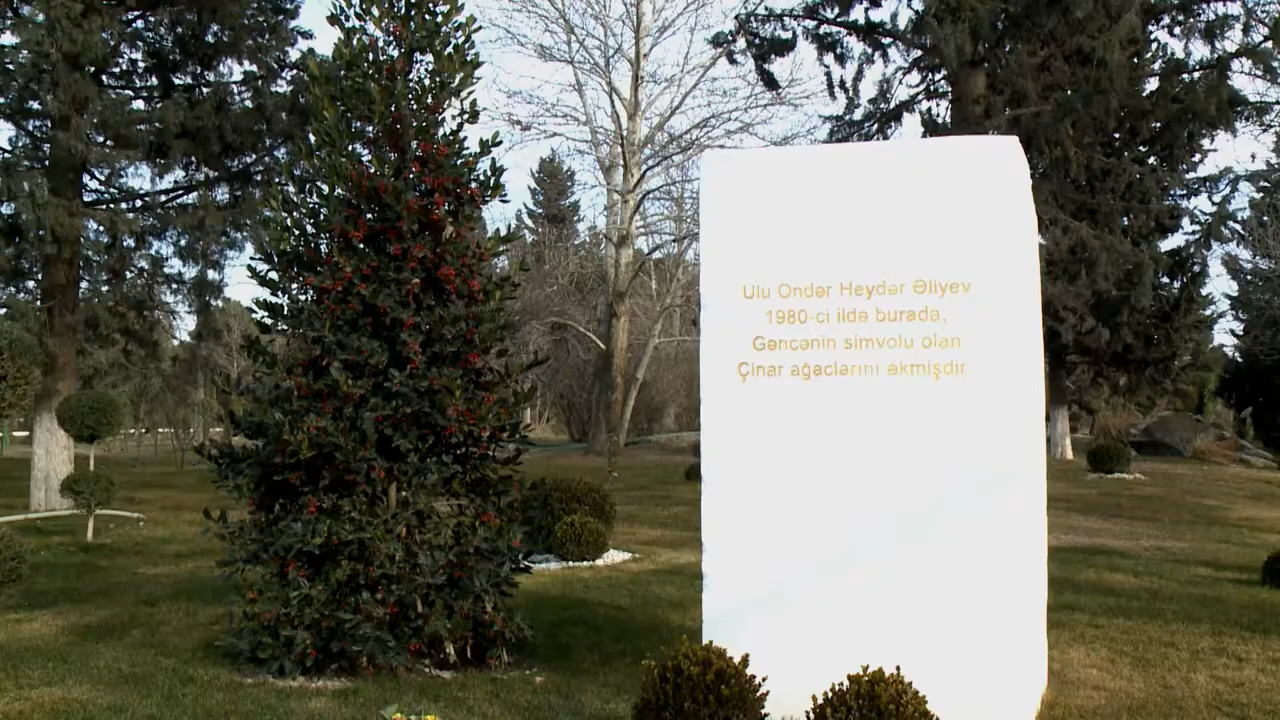 Ulu Öndər Heydər Əliyev
1980-ci ildə burada,
Gəncənin simvolu olan
Çinar ağaclarını əkmişdir